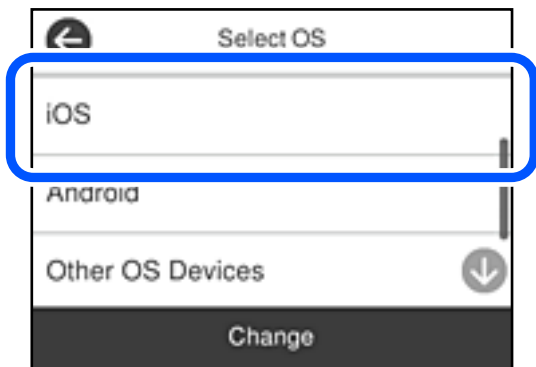 Select OS
iOS
Android
Other OS Devices
Change